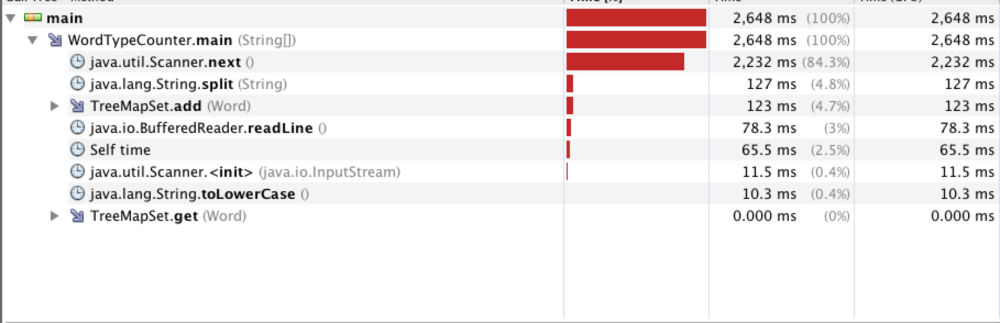 main 2,648 ms (100%) 2,648 ms
WordTypeCounter.main (String[]) 2,648 ms (100%) 2,648 ms
java.util.Scanner.next () 2,232 ms (84.3%) 2,232 ms
java.lang.String.split (String) 127 ms (4.8%) 127 ms
TreeMapSet.add (Word) 123 ms (4.7%) 123 ms
java.io.BufferedReader.readLine () 78.3 ms (3%) 78.3 ms
Self time 65.5 ms (2.5%) 65.5 ms
java.util.Scanner.<init> (java.io.InputStream) 11.5 ms (0.4%) 11.5 ms
java.lang.String.toLowerCase () 10.3 ms (0.4%) 10.3 ms
TreeMapSet.get (Word) 0.000 ms (0%) 0.000 ms